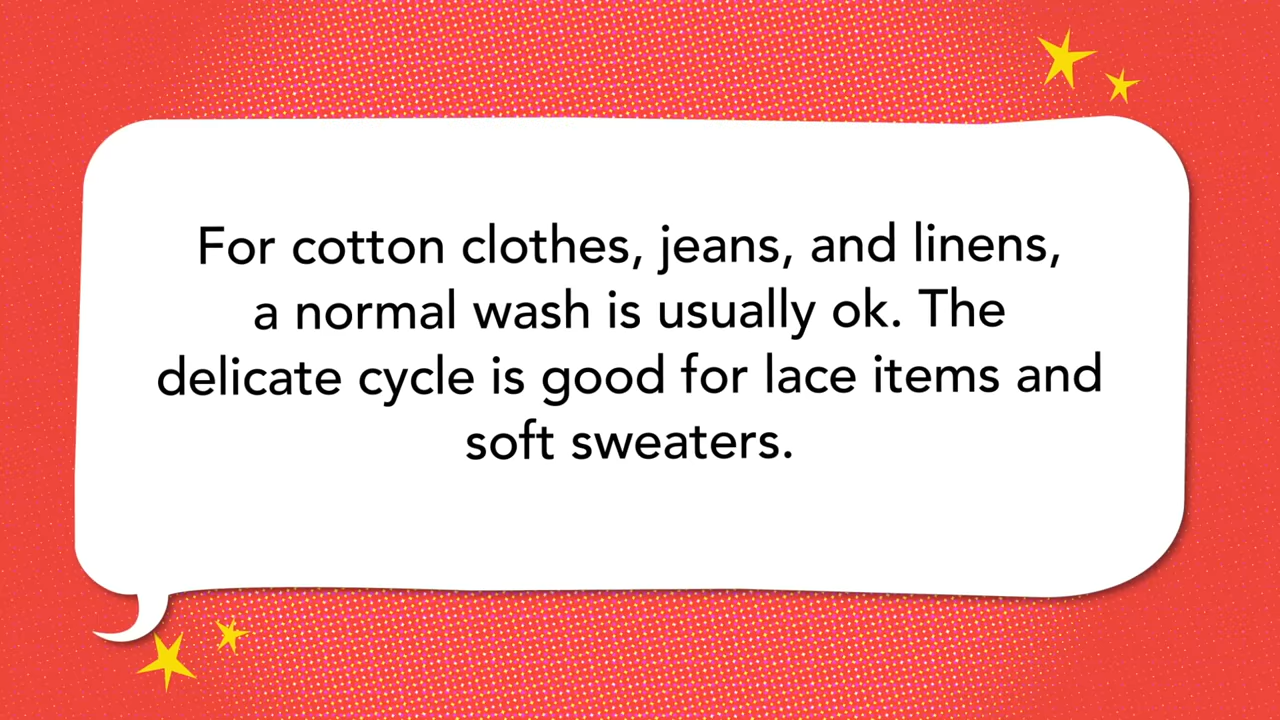 For cotton clothes, jeans, and linens,
a normal wash is usually ok. The
delicate cycle is good for lace items and
soft sweaters.